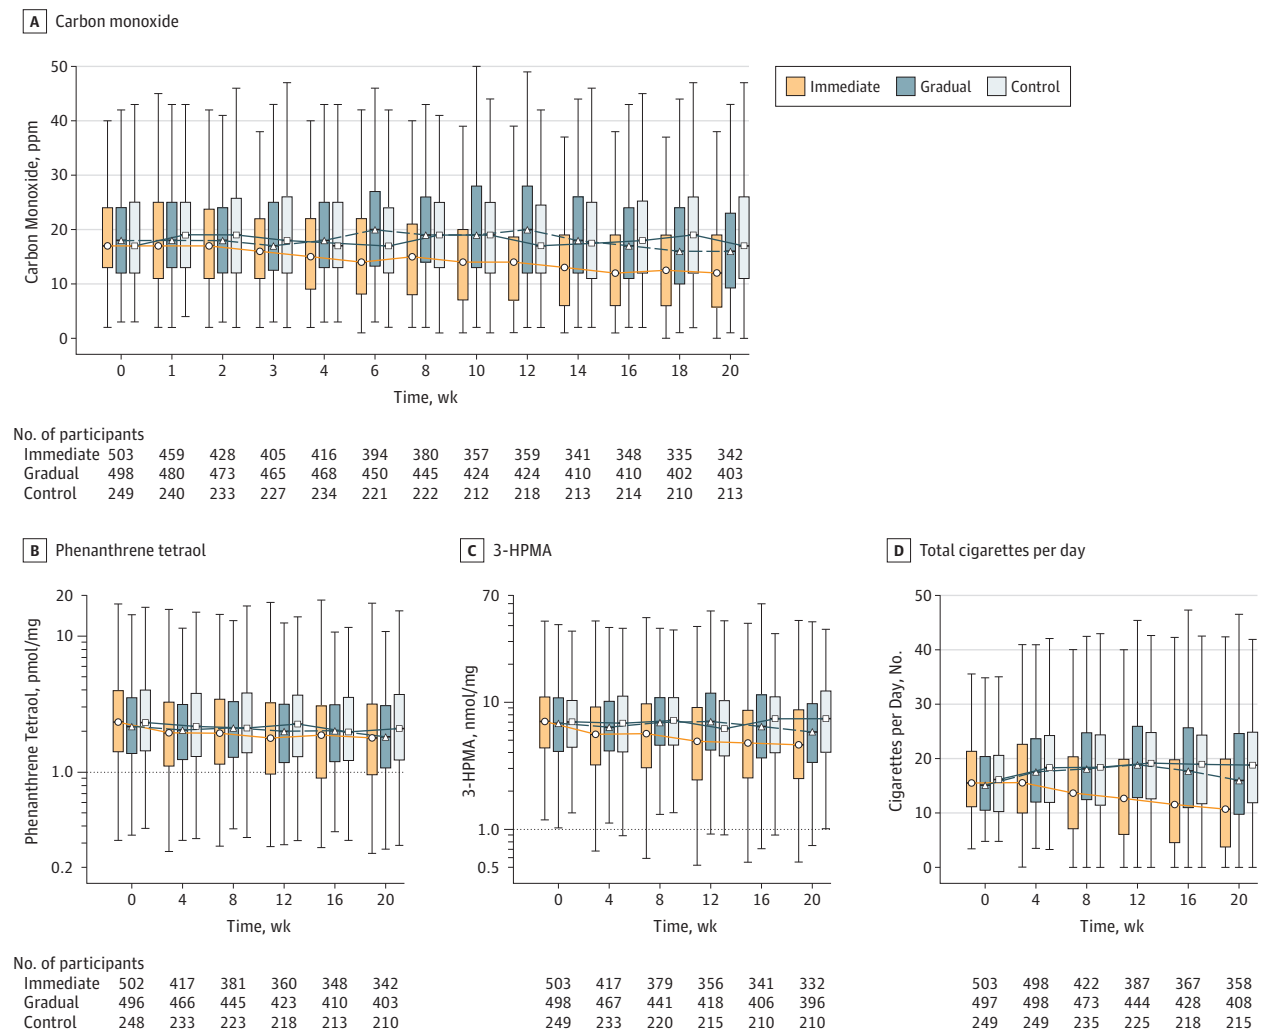 A Carbon monoxide
Carbon Monoxide, ppm
50
40
30
20
10
0
0 1 2 3 4 6 8 10 12 14 16 18 20
Time, wk
Immediate Gradual Control
No. of participants
Immediate 503 459 428 405 416 394 380 357 359 341 348 335 342
Gradual 498 480 473 465 468 450 445 424 424 410 410 402 403
Control 249 240 233 227 234 221 222 212 218 213 214 210 213
B Phenanthrene tetraol
Phenanthrene Tetraol, pmol/mg
20
10
1.0
0.2
0 4 8 12 16 20
Time, wk
No. of participants
Immediate 502 417 381 360 348 342
Gradual 496 466 445 423 410 403
Control 248 233 223 218 213 210
C 3-HPMA
3-HPMA, nmol/mg
70
10
1.0
0.5
0 4 8 12 16 20
Time, wk
503 417 379 356 341 332
498 467 441 418 406 396
249 233 220 215 210 210
D Total cigarettes per day
Cigarettes per Day, No.
50
40
30
20
10
0
0 4 8 12 16 20
Time, wk
503 498 422 387 367 358
497 498 473 444 428 408
249 249 235 225 218 215